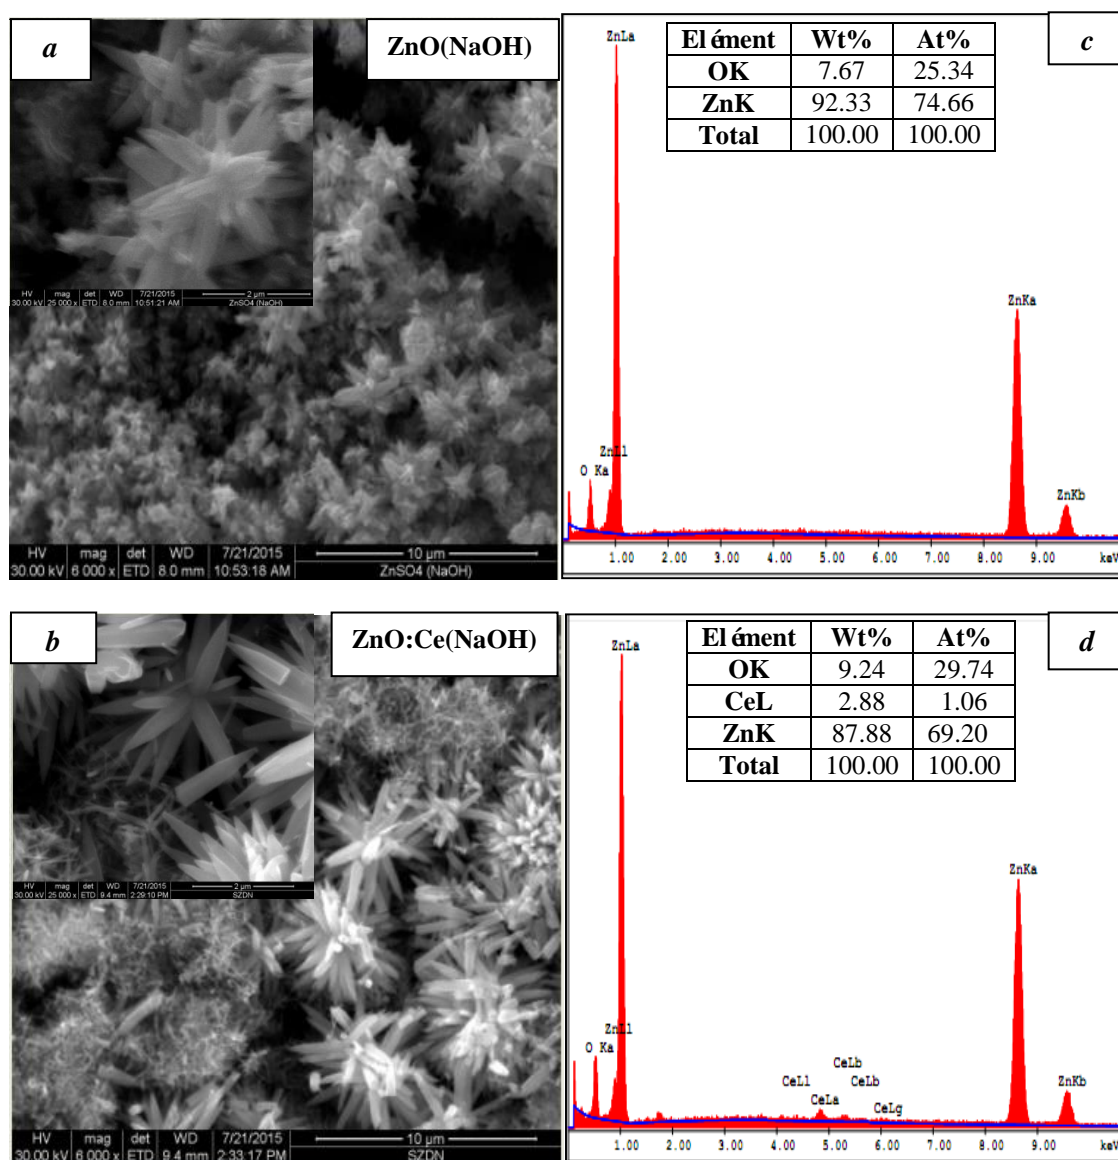 a
ZnO(NaOH)
HV mag det WD 7/21/2015 2 µm
30.00 kV 25 000 x ETD 8.0 mm 10:51:21 AM ZnSO4 (NaOH)
HV mag det WD 7/21/2015 10 µm
30.00 kV 6 000 x ETD 8.0 mm 10:53:18 AM ZnSO4 (NaOH)
c
Elément Wt% At%
OK 7.67 25.34
ZnK 92.33 74.66
Total 100.00 100.00
ZnLa
ZnKa
ZnLl
O Ka
ZnKb
1.00 2.00 3.00 4.00 5.00 6.00 7.00 8.00 9.00 keV
b
ZnO:Ce(NaOH)
HV mag det WD 7/21/2015 2 µm
30.00 kV 25 000 x ETD 9.4 mm 2:29:10 PM SZDN
HV mag det WD 7/21/2015 10 µm
30.00 kV 6 000 x ETD 9.4 mm 2:33:17 PM SZDN
d
Elément Wt% At%
OK 9.24 29.74
CeL 2.88 1.06
ZnK 87.88 69.20
Total 100.00 100.00
ZnLa
ZnKa
ZnLl
O Ka
CeLb
CeLl CeLb
CeLa CeLg
ZnKb
1.00 2.00 3.00 4.00 5.00 6.00 7.00 8.00 9.00 keV